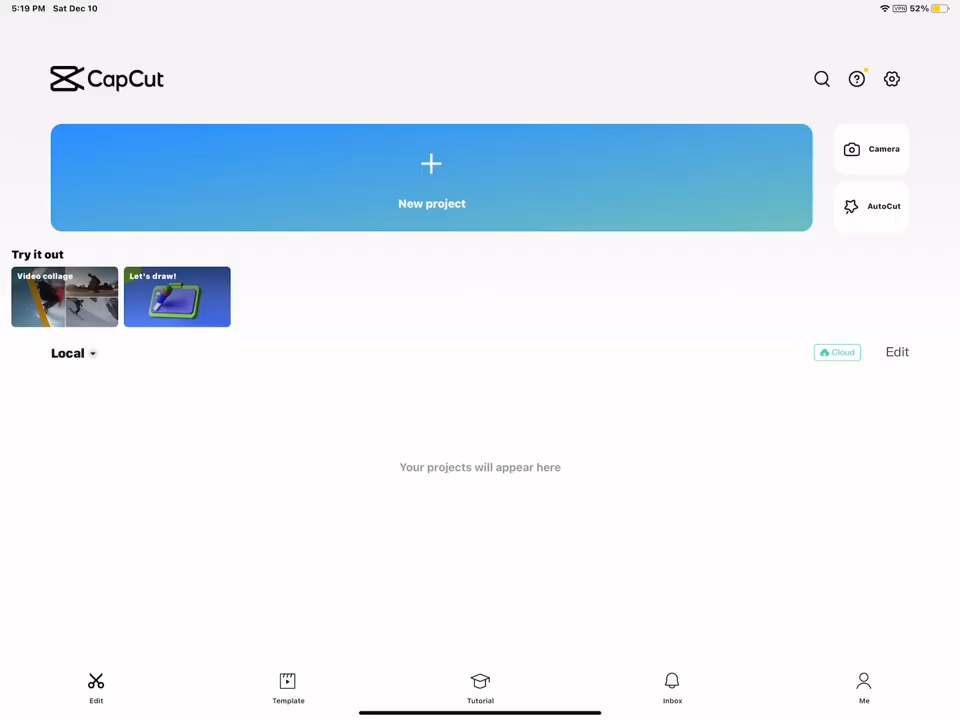 5:19 PM Sat Dec 10
VPN 52%
CapCut
New project
Camera
AutoCut
Try it out
Video collage
Let's draw!
Local
Cloud
Edit
Your projects will appear here
Edit
Template
Tutorial
Inbox
Me